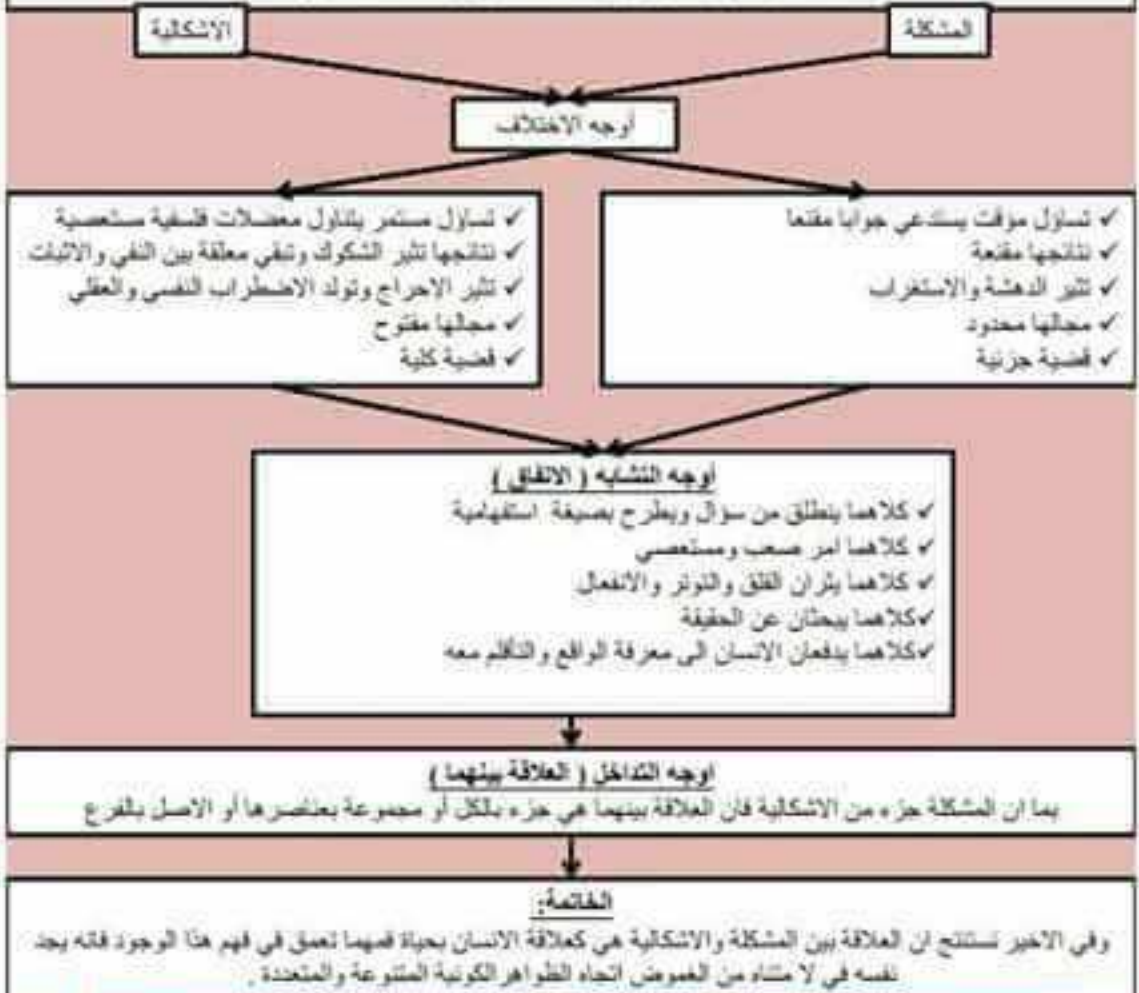 المشكلة
الاشكالية
أوجه الاختلاف
✓ تساؤل مؤقت يستدعي جوابا مقنعا
✓ نتائجها مقنعة
✓ تثير الدهشة والاستغراب
✓ مجالها محدود
✓ قضية جزئية
✓ تساؤل مستمر يتناول معضلات فلسفية مستعصية
✓ نتائجها تثير الشكوك وتبقي معلقة بين النفي والاثبات
✓ تثير الاحراج وتولد الاضطراب النفسي والعقلي
✓ مجالها مفتوح
✓ قضية كلية
اوجه التشابه ( الاتفاق )
✓ كلاهما ينطلق من سؤال ويطرح بصيغة استفهامية
✓ كلاهما امر صعب ومستعصي
✓ كلاهما يثران القلق والتوتر والانفعال
✓كلاهما يبحثان عن الحقيقة
✓كلاهما يدفعان الانسان الى معرفة الواقع والتأقلم معه
اوجه التداخل ( العلاقة بينهما )
بما ان المشكلة جزء من الاشكالية فان العلاقة بينهما هي جزء بالكل أو مجموعة بعناصرها أو الاصل بالفرع
الخاتمة:
وفي الاخير نستنتج ان العلاقة بين المشكلة والاشكالية هي كعلاقة الانسان بحياة فمهما تعمق في فهم هذا الوجود فانه يجد
نفسه في لا متناه من الغموض اتجاه الظواهر الكونية المتنوعة والمتعددة .